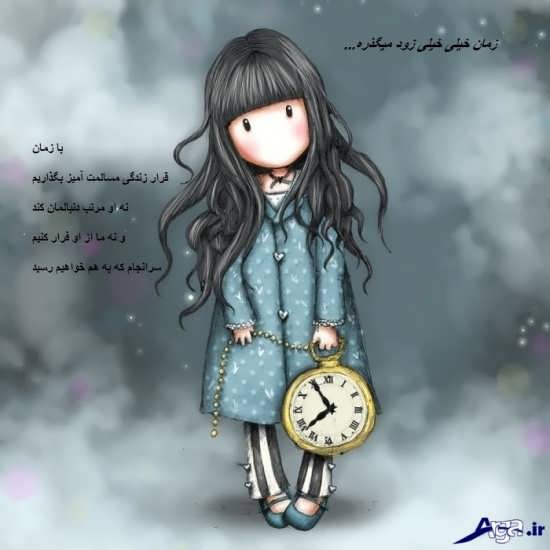 زمان خیلی خیلی زود میگذره...
با زمان
قرار زندگی مسالمت آمیز بگذاریم
نه او مرتب دنبالمان کند
و نه ما از او فرار کنیم
سرانجام که به هم خواهیم رسید
Arga.ir